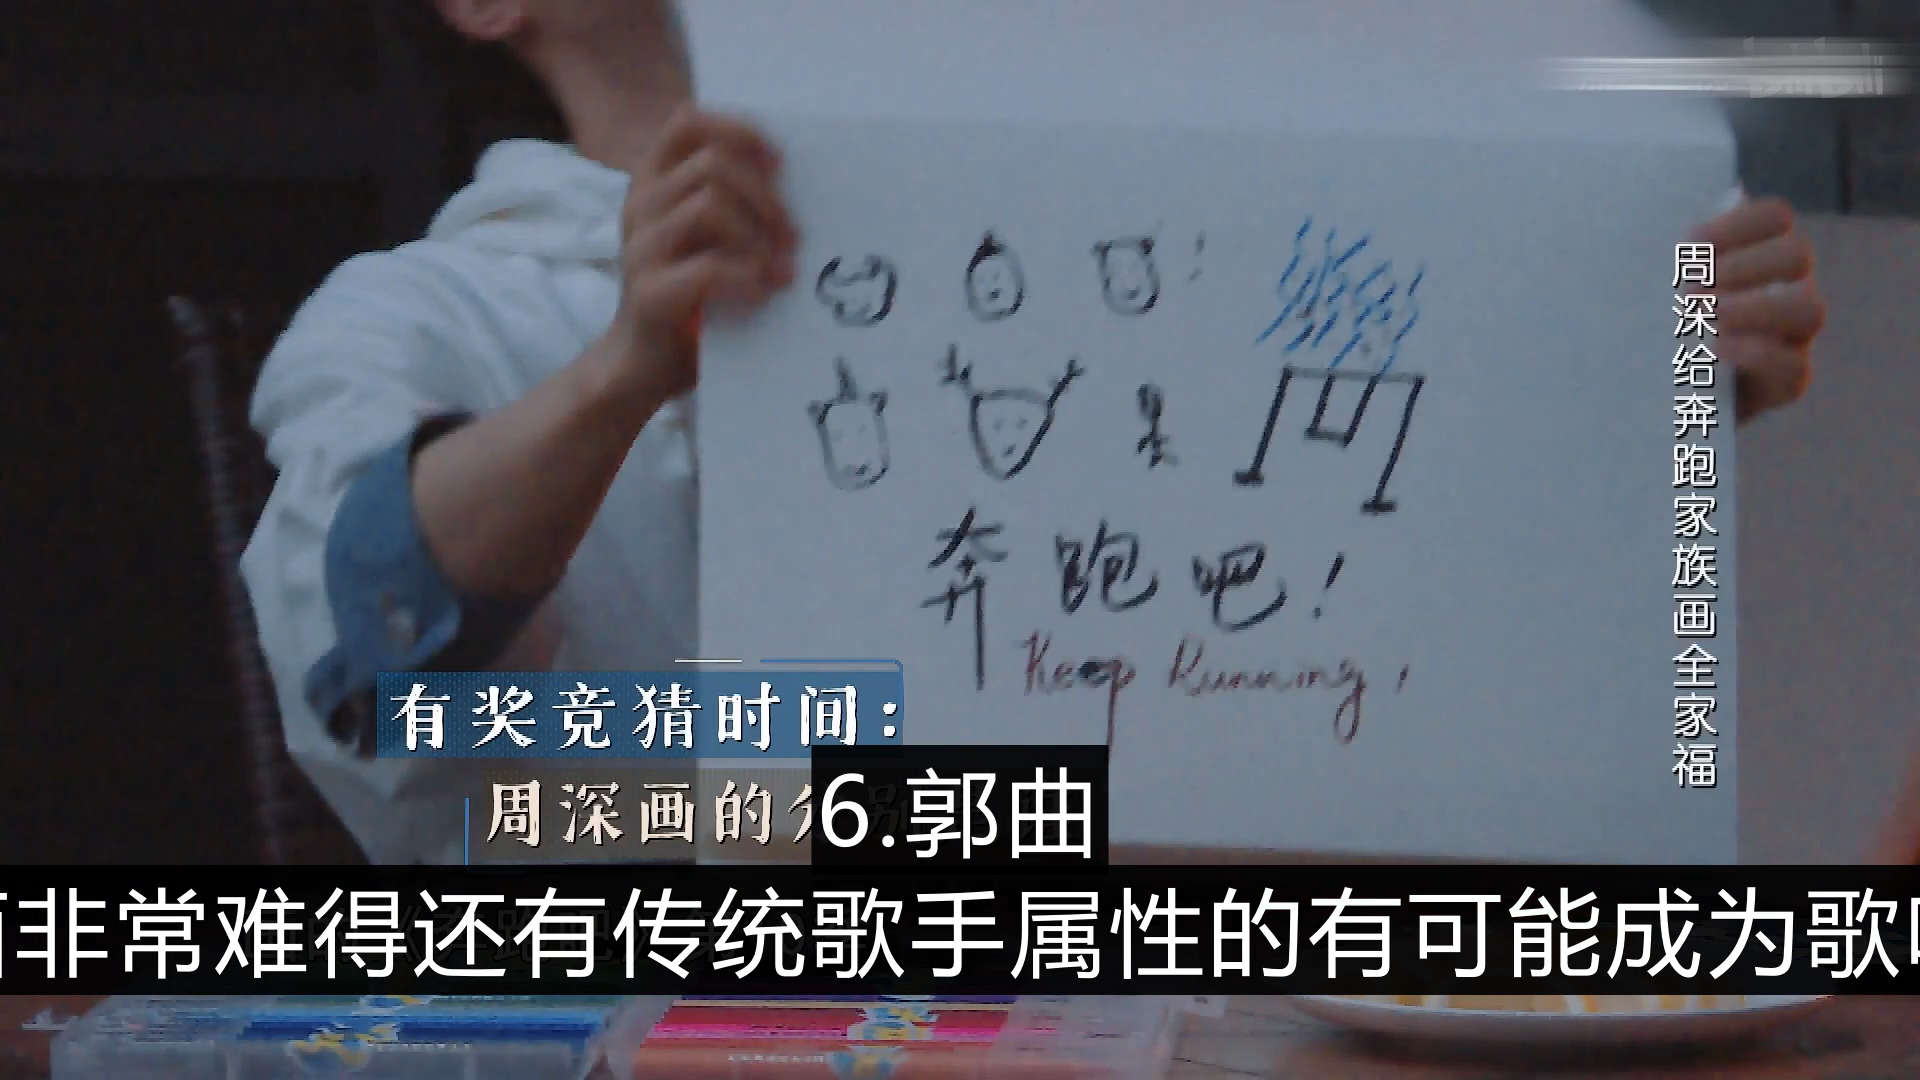 周深给奔跑家族画全家福
奔跑吧!
Keep Running!
有奖竞猜时间:
周深画的分别
6.郭曲
非常难得还有传统歌手属性的有可能成为歌